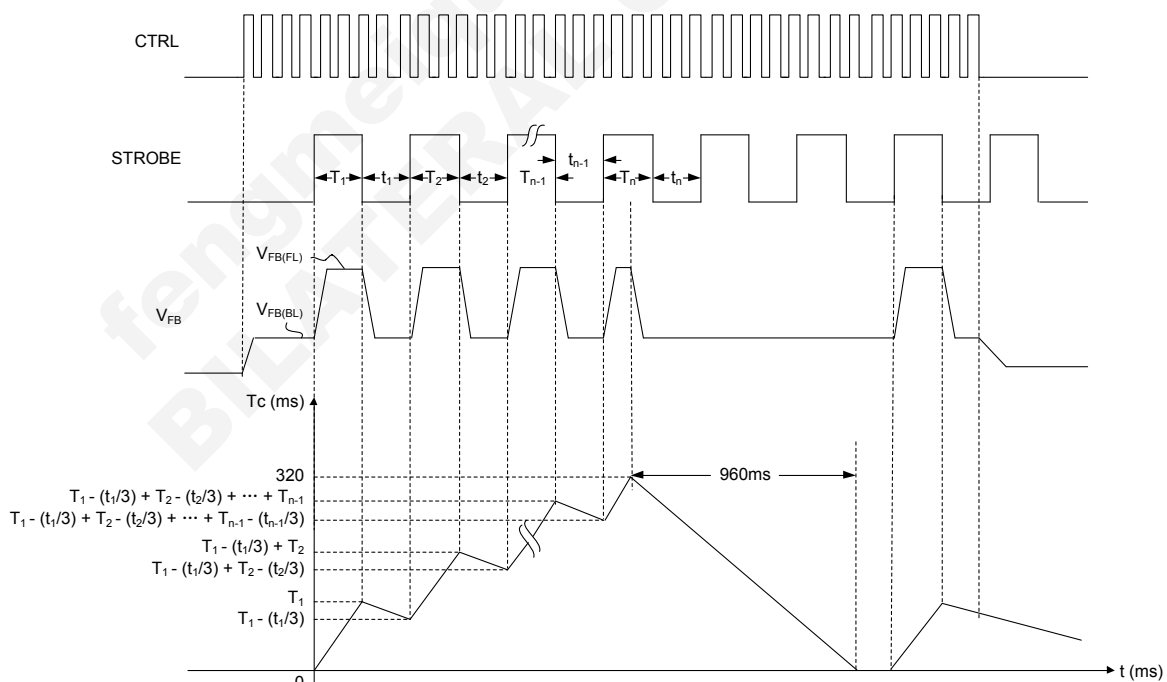 CTRL
STROBE
T1 t1 T2 t2 Tn-1 tn-1 Tn tn
VFB(FL)
VFB
VFB(BL)
Tc (ms)
320
960ms
T1 - (t1/3) + T2 - (t2/3) + ··· + Tn-1
T1 - (t1/3) + T2 - (t2/3) + ··· + Tn-1 - (tn-1/3)
T1 - (t1/3) + T2
T1 - (t1/3) + T2 - (t2/3)
T1
T1 - (t1/3)
0
t (ms)
BILATERAL